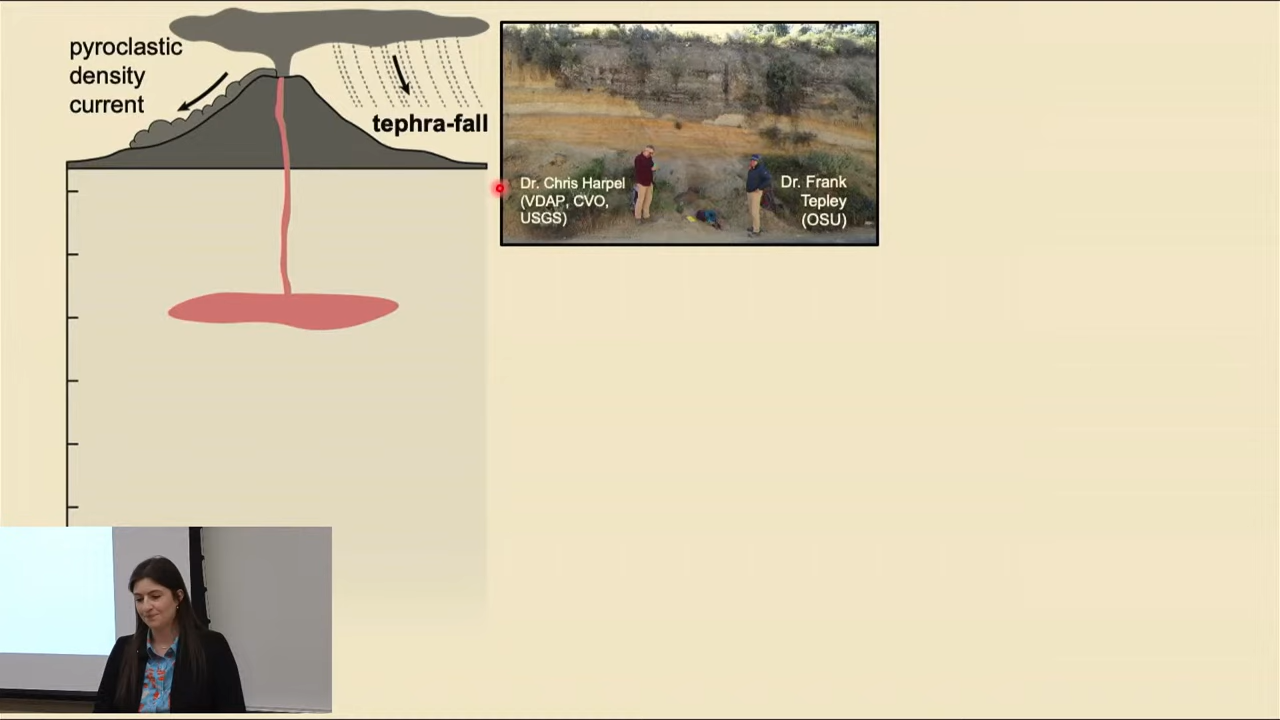 pyroclastic
density
current
tephra-fall
Dr. Chris Harpel
(VDAP, CVO,
USGS)
Dr. Frank
Tepley
(OSU)